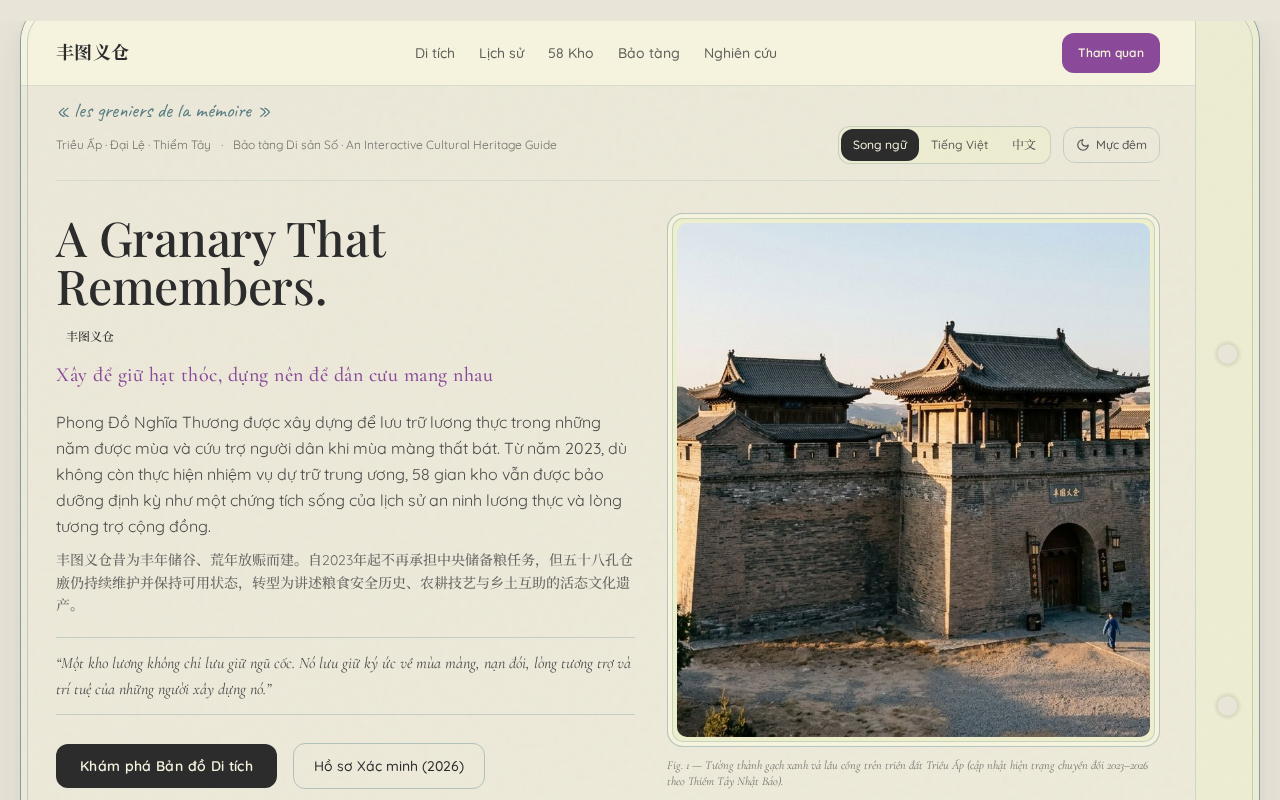 丰图义仓
Di tích
Lịch sử
58 Kho
Bảo tàng
Nghiên cứu
Tham quan
« les greniers de la mémoire »
Triều Ấp · Đại Lệ · Thiểm Tây · Bảo tàng Di sản Số · An Interactive Cultural Heritage Guide
Song ngữ
Tiếng Việt
中文
Mực đêm
A Granary That
Remembers.
丰图义仓
Xây để giữ hạt thóc, dựng nên để dân cưu mang nhau
Phong Đồ Nghĩa Thương được xây dựng để lưu trữ lương thực trong những
năm được mùa và cứu trợ người dân khi mùa màng thất bát. Từ năm 2023, dù
không còn thực hiện nhiệm vụ dự trữ trung ương, 58 gian kho vẫn được bảo
dưỡng định kỳ như một chứng tích sống của lịch sử an ninh lương thực và lòng
tương trợ cộng đồng.
丰图义仓昔为丰年储谷、荒年放赈而建。自2023年起不再承担中央储备粮任务，但五十八孔仓
廒仍持续维护并保持可用状态，转型为讲述粮食安全历史、农耕技艺与乡土互助的活态文化遗
产。
“Một kho lương không chỉ lưu giữ ngũ cốc. Nó lưu giữ ký ức về mùa màng, nạn đói, lòng tương trợ và
trí tuệ của những người xây dựng nó.”
Khám phá Bản đồ Di tích
Hồ sơ Xác minh (2026)
丰图义仓
Fig. 1 — Tường thành gạch xanh và lầu cổng trên triền đất Triều Ấp (cập nhật hiện trạng chuyển đổi 2023–2026
theo Thiểm Tây Nhật Báo).